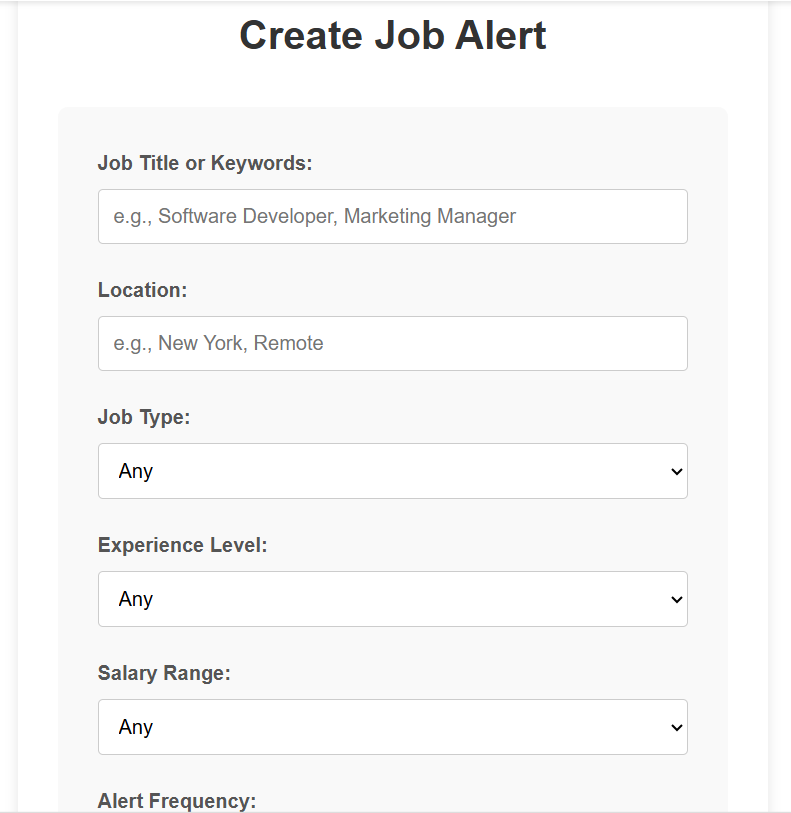 Create Job Alert
Job Title or Keywords:
e.g., Software Developer, Marketing Manager
Location:
e.g., New York, Remote
Job Type:
Any
Experience Level:
Any
Salary Range:
Any
Alert Frequency: